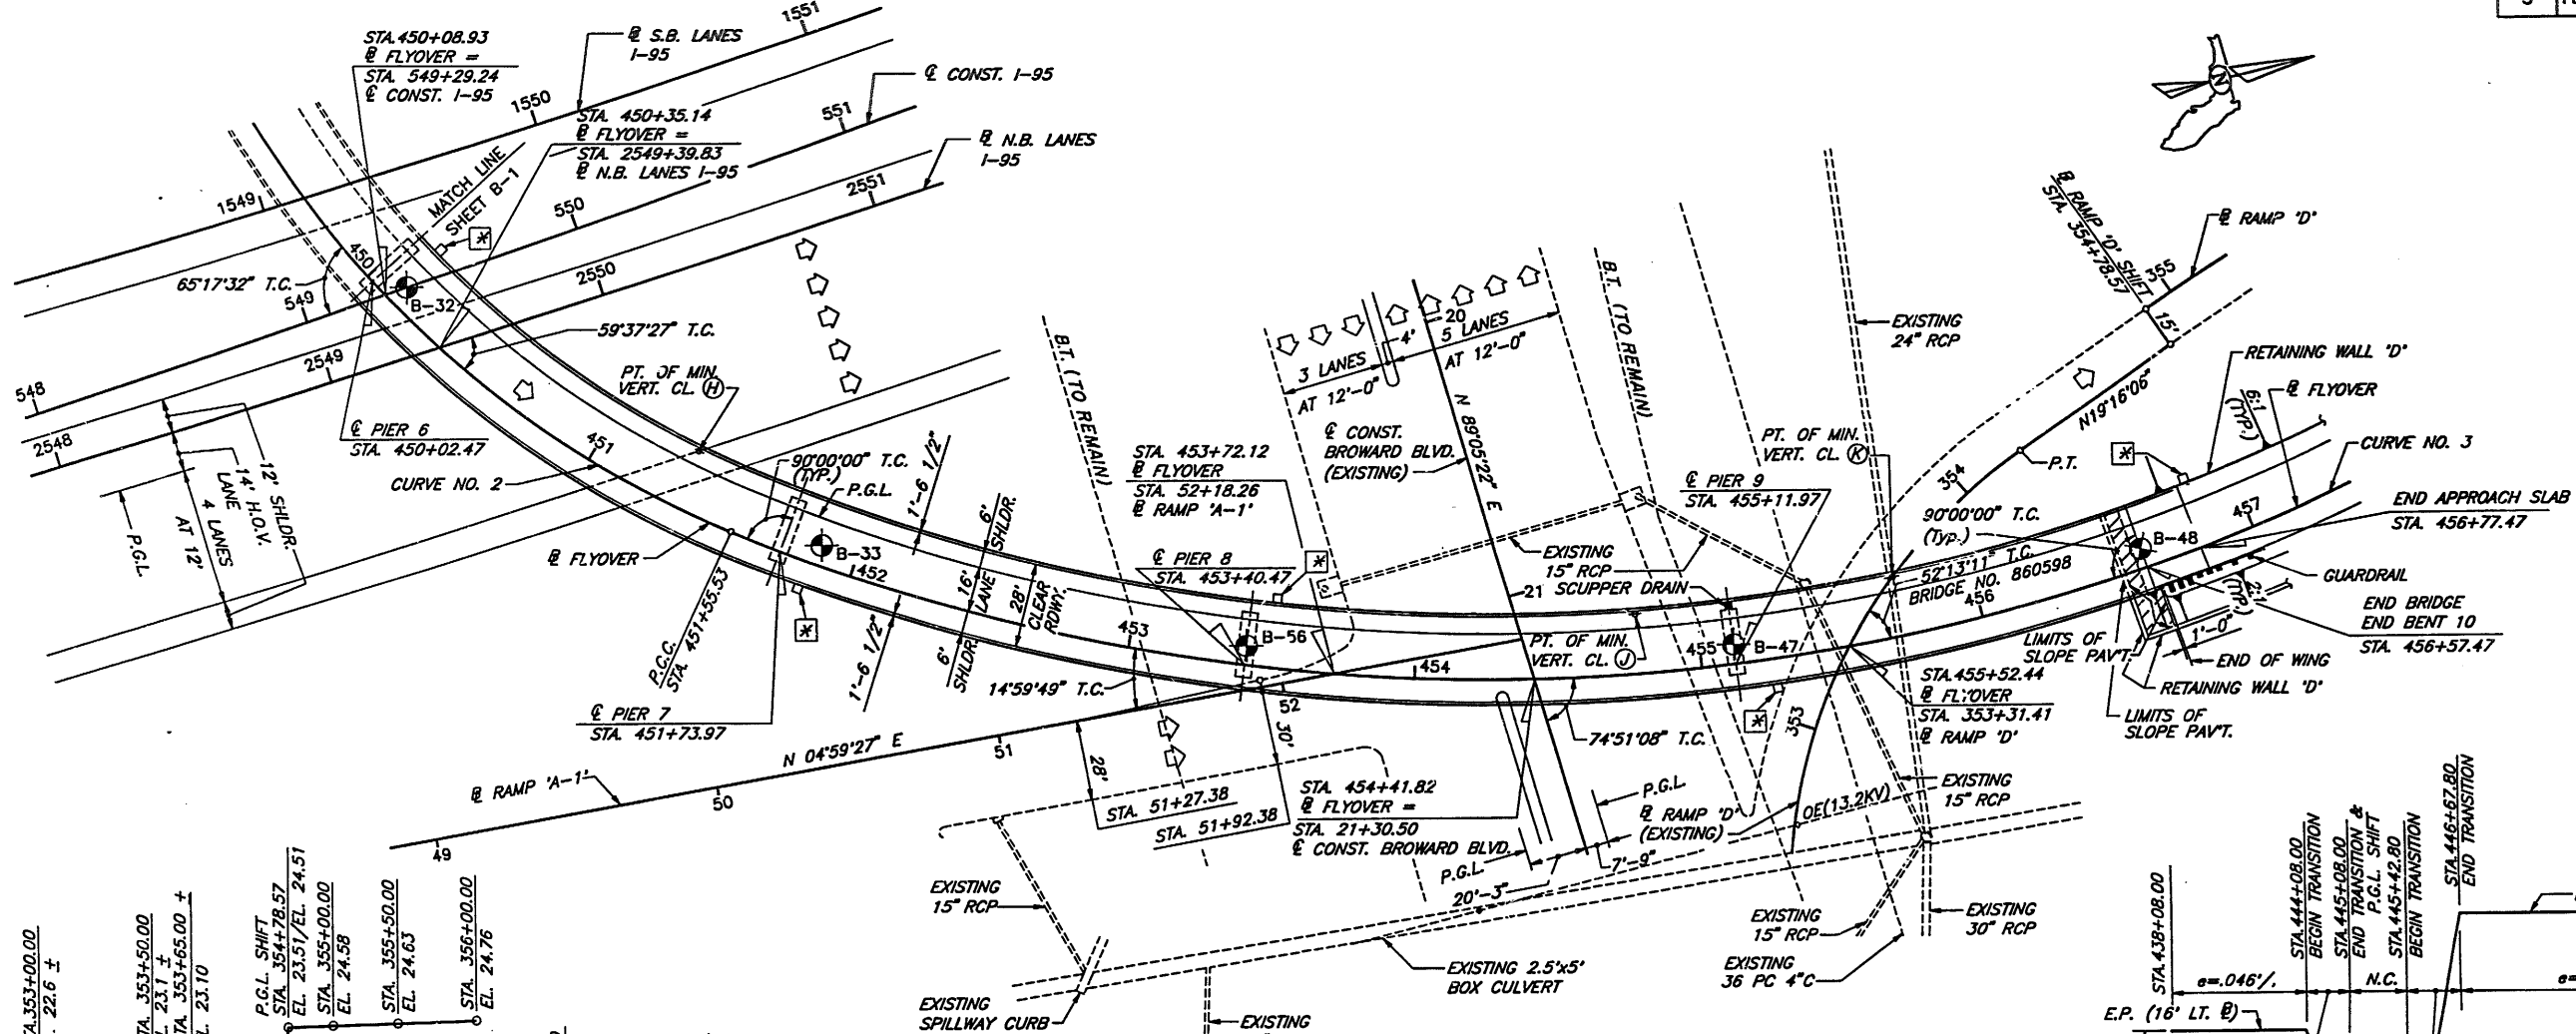 STA. 450+08.93
℄ FLYOVER =
STA. 549+29.24
℄ CONST. I-95
1551
S.B. LANES
I-95
℄ CONST. I-95
1550
STA. 450+35.14
FLYOVER =
STA. 2549+39.83
N.B. LANES I-95
551
N.B. LANES
I-95
2551
MATCH LINE
SHEET B-1
1549
550
450
*
65°17'32" T.C.
549
B-32
2550
59°37'27" T.C.
548
2549
PT. OF MIN.
VERT. CL. H
2548
12' SHLDR.
14' H.O.V.
LANE
4 LANES
AT 12'
P.G.L.
℄ PIER 6
STA. 450+02.47
CURVE NO. 2
451
90°00'00" T.C.
(TYP.)
P.G.L.
1'-6 1/2"
6'
SHLDR.
FLYOVER
B-33
452
16'
LANE
28'
CLEAR
RDWY.
P.C.C.
STA. 451+55.53
*
1'-6 1/2"
6'
SHLDR.
℄ PIER 7
STA. 451+73.97
B.T. (TO REMAIN)
453
14°59'49" T.C.
3 LANES
AT 12'-0"
4'
20
5 LANES
AT 12'-0"
B.T. (TO REMAIN)
℄ CONST.
BROWARD BLVD.
(EXISTING)
N 89°05'22" E
STA. 453+72.12
FLYOVER
STA. 52+18.26
RAMP 'A-1'
℄ PIER 8
STA. 453+40.47
*
B-56
EXISTING
15" RCP
21
SCUPPER DRAIN
PT. OF MIN.
VERT. CL. J
454
455
B-47
PT. OF MIN.
VERT. CL. K
℄ PIER 9
STA. 455+11.97
EXISTING
24" RCP
RAMP 'D' SHIFT
STA. 354+78.57
355
RAMP 'D'
15'
RETAINING WALL 'D'
FLYOVER
6:1
(TYP.)
N19°16'06"
P.T.
354
*
CURVE NO. 3
END APPROACH SLAB
STA. 456+77.47
457
90°00'00" T.C.
(Typ.)
B-48
52°13'11" T.C.
BRIDGE NO. 860598
456
GUARDRAIL
2:1
(TYP.)
END BRIDGE
END BENT 10
STA. 456+57.47
1'-0"
LIMITS OF
SLOPE PAV'T.
END OF WING
RETAINING WALL 'D'
LIMITS OF
SLOPE PAV'T.
STA. 455+52.44
FLYOVER
STA. 353+31.41
RAMP 'D'
*
353
74°51'08" T.C.
52
30'
51
N 04°59'27" E
28'
RAMP 'A-1'
50
49
STA. 51+27.38
STA. 51+92.38
STA. 454+41.82
FLYOVER =
STA. 21+30.50
℄ CONST. BROWARD BLVD.
P.G.L.
RAMP 'D'
(EXISTING)
OE(13.2KV)
P.G.L.
7'-9"
20'-3"
EXISTING
15" RCP
EXISTING
15" RCP
EXISTING
15" RCP
EXISTING
30" RCP
EXISTING
36 PC 4"C
EXISTING 2.5'x5'
BOX CULVERT
EXISTING
SPILLWAY CURB
EXISTING
STA.353+00.00
22.6 ±
STA. 353+50.00
EL. 23.1 ±
STA. 353+65.00 ±
EL. 23.10
P.G.L. SHIFT
STA. 354+78.57
EL. 23.51/EL. 24.51
STA. 355+00.00
EL. 24.58
STA. 355+50.00
EL. 24.63
STA. 356+00.00
EL. 24.76
STA.438+08.00
STA.444+08.00
BEGIN TRANSITION
STA.445+08.00
END TRANSITION &
P.G.L. SHIFT
STA.445+42.80
BEGIN TRANSITION
STA.446+67.80
END TRANSITION
e=.046'/.
N.C.
e=
E.P. (16' LT. ℄)